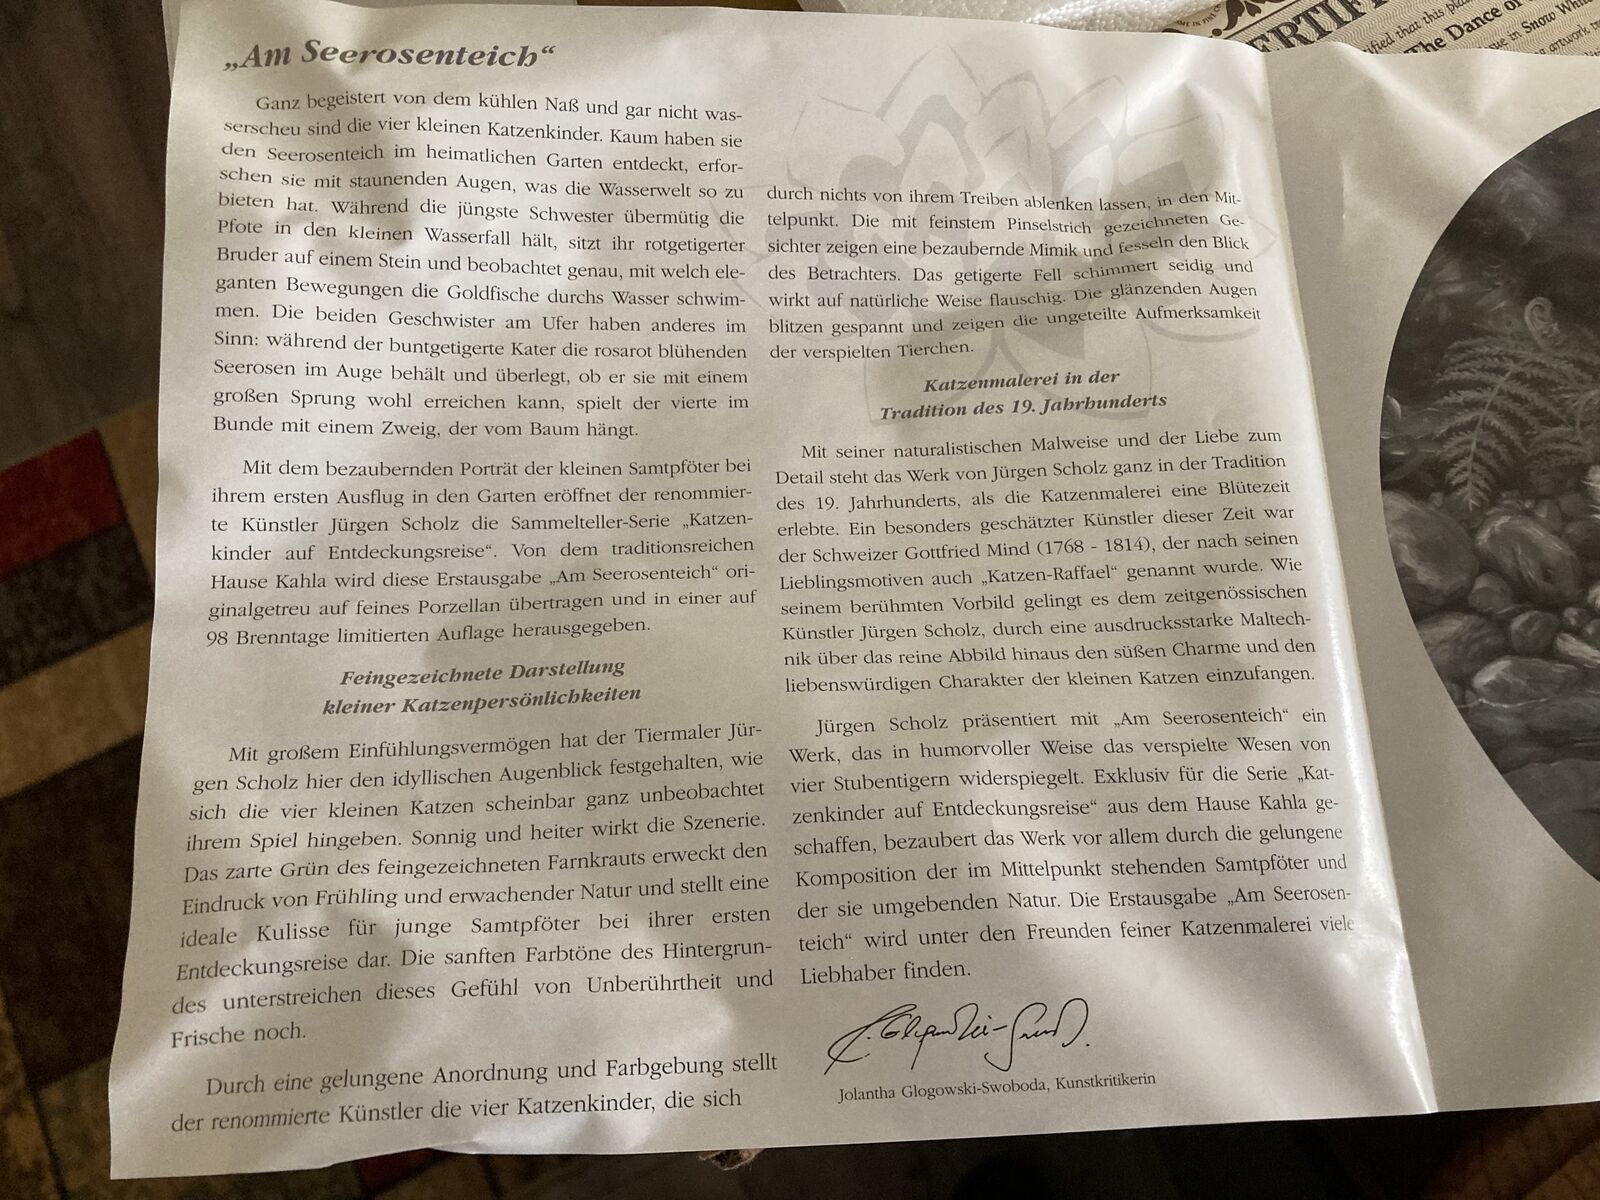 „Am Seerosenteich“
Ganz begeistert von dem kühlen Naß und gar nicht was-
serscheu sind die vier kleinen Katzenkinder. Kaum haben sie
den Seerosenteich im heimatlichen Garten entdeckt, erfor-
schen sie mit staunenden Augen, was die Wasserwelt so zu
bieten hat. Während die jüngste Schwester übermütig die
Pfote in den kleinen Wasserfall hält, sitzt ihr rotgetigerter
Bruder auf einem Stein und beobachtet genau, mit welch ele-
ganten Bewegungen die Goldfische durchs Wasser schwim-
men. Die beiden Geschwister am Ufer haben anderes im
Sinn: während der buntgetigerte Kater die rosarot blühenden
Seerosen im Auge behält und überlegt, ob er sie mit einem
großen Sprung wohl erreichen kann, spielt der vierte im
Bunde mit einem Zweig, der vom Baum hängt.
Mit dem bezaubernden Porträt der kleinen Samtpföter bei
ihrem ersten Ausflug in den Garten eröffnet der renommier-
te Künstler Jürgen Scholz die Sammelteller-Serie „Katzen-
kinder auf Entdeckungsreise“. Von dem traditionsreichen
Hause Kahla wird diese Erstausgabe „Am Seerosenteich“ ori-
ginalgetreu auf feines Porzellan übertragen und in einer auf
98 Brenntage limitierten Auflage herausgegeben.
Feingezeichnete Darstellung
kleiner Katzenpersönlichkeiten
Mit großem Einfühlungsvermögen hat der Tiermaler Jür-
gen Scholz hier den idyllischen Augenblick festgehalten, wie
sich die vier kleinen Katzen scheinbar ganz unbeobachtet
ihrem Spiel hingeben. Sonnig und heiter wirkt die Szenerie.
Das zarte Grün des feingezeichneten Farnkrauts erweckt den
Eindruck von Frühling und erwachender Natur und stellt eine
ideale Kulisse für junge Samtpföter bei ihrer ersten
Entdeckungsreise dar. Die sanften Farbtöne des Hintergrun-
des unterstreichen dieses Gefühl von Unberührtheit und
Frische noch.
Durch eine gelungene Anordnung und Farbgebung stellt
der renommierte Künstler die vier Katzenkinder, die sich
durch nichts von ihrem Treiben ablenken lassen, in den Mit-
telpunkt. Die mit feinstem Pinselstrich gezeichneten Ge-
sichter zeigen eine bezaubernde Mimik und fesseln den Blick
des Betrachters. Das getigerte Fell schimmert seidig und
wirkt auf natürliche Weise flauschig. Die glänzenden Augen
blitzen gespannt und zeigen die ungeteilte Aufmerksamkeit
der verspielten Tierchen.
Katzenmalerei in der
Tradition des 19. Jahrhunderts
Mit seiner naturalistischen Malweise und der Liebe zum
Detail steht das Werk von Jürgen Scholz ganz in der Tradition
des 19. Jahrhunderts, als die Katzenmalerei eine Blütezeit
erlebte. Ein besonders geschätzter Künstler dieser Zeit war
der Schweizer Gottfried Mind (1768 - 1814), der nach seinen
Lieblingsmotiven auch „Katzen-Raffael“ genannt wurde. Wie
seinem berühmten Vorbild gelingt es dem zeitgenössischen
Künstler Jürgen Scholz, durch eine ausdrucksstarke Maltech-
nik über das reine Abbild hinaus den süßen Charme und den
liebenswürdigen Charakter der kleinen Katzen einzufangen.
Jürgen Scholz präsentiert mit „Am Seerosenteich“ ein
Werk, das in humorvoller Weise das verspielte Wesen von
vier Stubentigern widerspiegelt. Exklusiv für die Serie „Kat-
zenkinder auf Entdeckungsreise“ aus dem Hause Kahla ge-
schaffen, bezaubert das Werk vor allem durch die gelungene
Komposition der im Mittelpunkt stehenden Samtpföter und
der sie umgebenden Natur. Die Erstausgabe „Am Seerosen-
teich“ wird unter den Freunden feiner Katzenmalerei viele
Liebhaber finden.
Jolantha Glogowski-Swoboda, Kunstkritikerin
ERTIF
ified that this pla
The Dance of
ue in Snow Whi
artwork